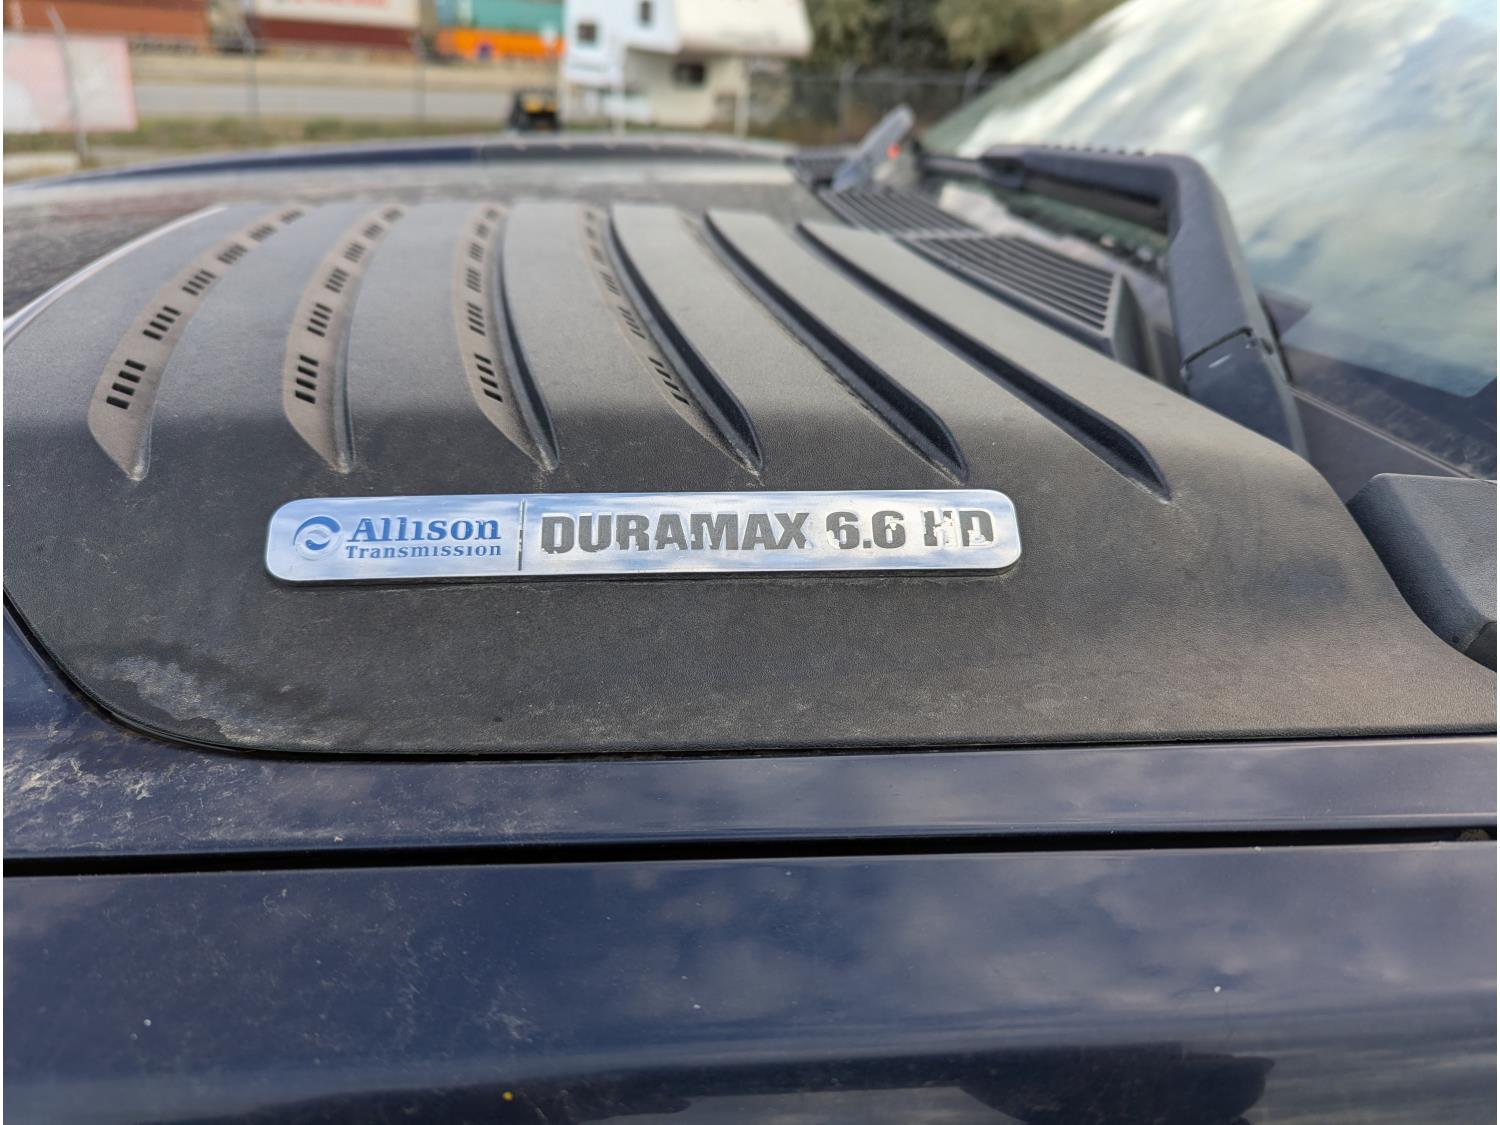 Allison
Transmission
DURAMAX 6.6 HD